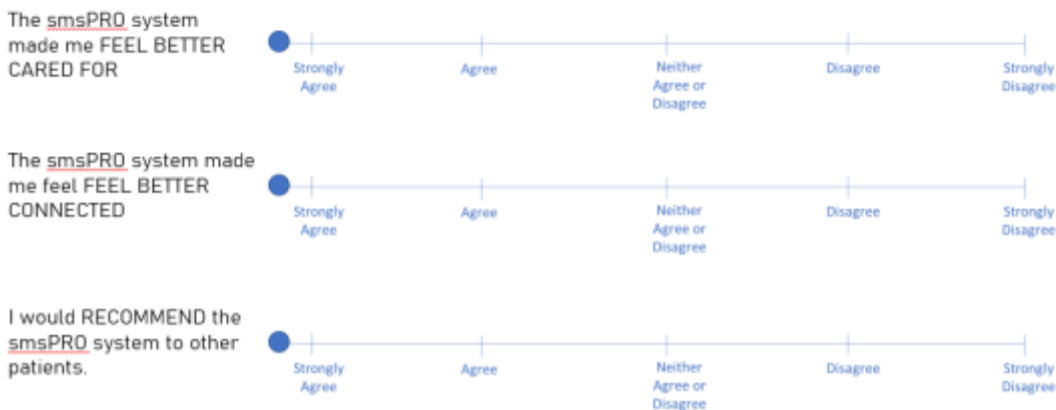 The smsPRO system
made me FEEL BETTER
CARED FOR
Strongly
Agree
Agree
Neither
Agree or
Disagree
Disagree
Strongly
Disagree
The smsPRO system made
me feel FEEL BETTER
CONNECTED
Strongly
Agree
Agree
Neither
Agree or
Disagree
Disagree
Strongly
Disagree
I would RECOMMEND the
smsPRO system to other
patients.
Strongly
Agree
Agree
Neither
Agree or
Disagree
Disagree
Strongly
Disagree